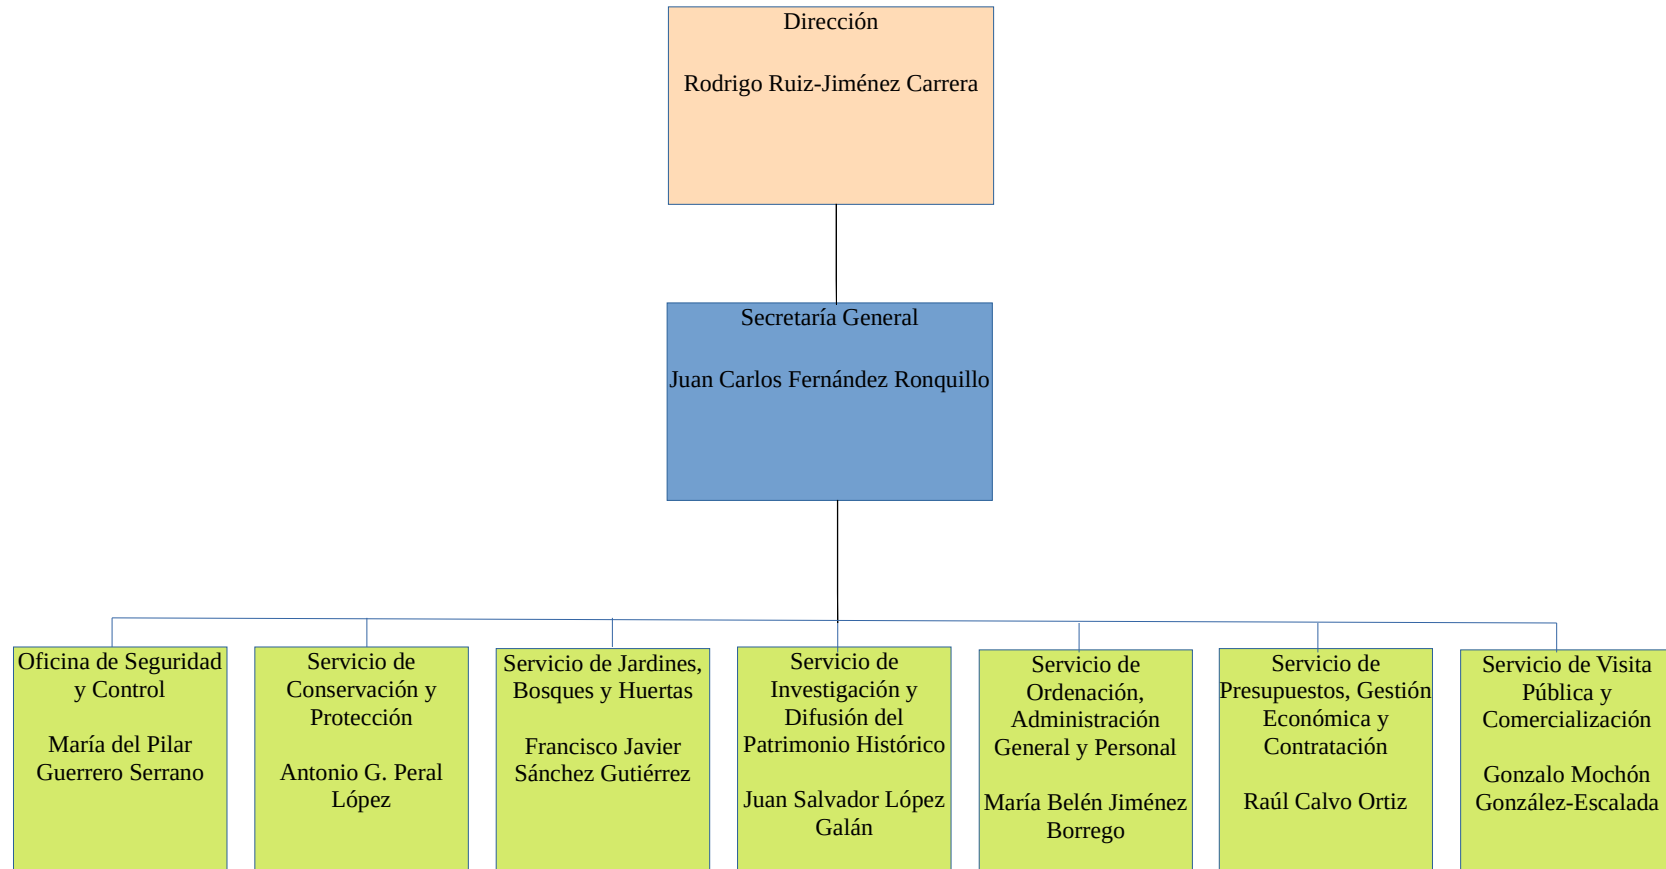 Dirección
Rodrigo Ruiz-Jiménez Carrera
Secretaría General
Juan Carlos Fernández Ronquillo
Oficina de Seguridad
y Control
María del Pilar
Guerrero Serrano
Servicio de
Conservación y
Protección
Antonio G. Peral
López
Servicio de Jardines,
Bosques y Huertas
Francisco Javier
Sánchez Gutiérrez
Servicio de
Investigación y
Difusión del
Patrimonio Histórico
Juan Salvador López
Galán
Servicio de
Ordenación,
Administración
General y Personal
María Belén Jiménez
Borrego
Servicio de
Presupuestos, Gestión
Económica y
Contratación
Raúl Calvo Ortiz
Servicio de Visita
Pública y
Comercialización
Gonzalo Mochón
González-Escalada